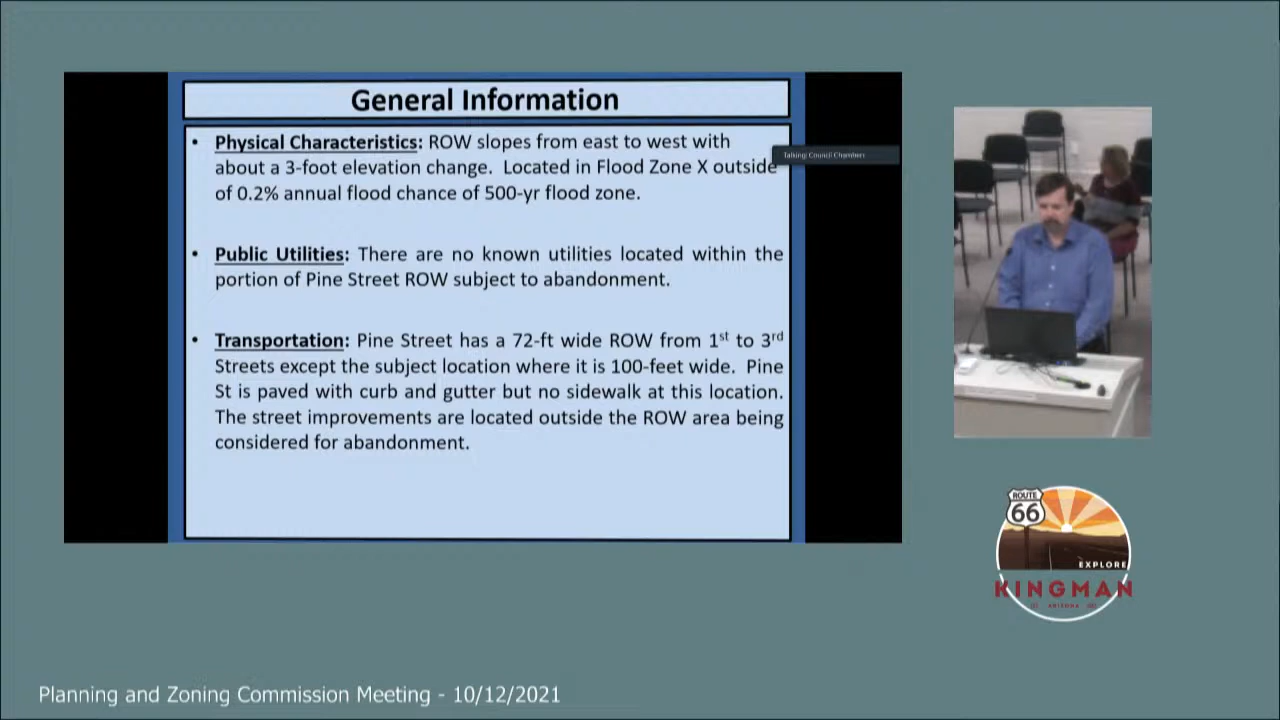 General Information
• Physical Characteristics: ROW slopes from east to west with
about a 3-foot elevation change. Located in Flood Zone X outside
of 0.2% annual flood chance of 500-yr flood zone.
Talking: Council Chambers
• Public Utilities: There are no known utilities located within the
portion of Pine Street ROW subject to abandonment.
• Transportation: Pine Street has a 72-ft wide ROW from 1st to 3rd
Streets except the subject location where it is 100-feet wide. Pine
St is paved with curb and gutter but no sidewalk at this location.
The street improvements are located outside the ROW area being
considered for abandonment.
ROUTE
66
EXPLORE
KINGMAN
ARIZONA
Planning and Zoning Commission Meeting - 10/12/2021